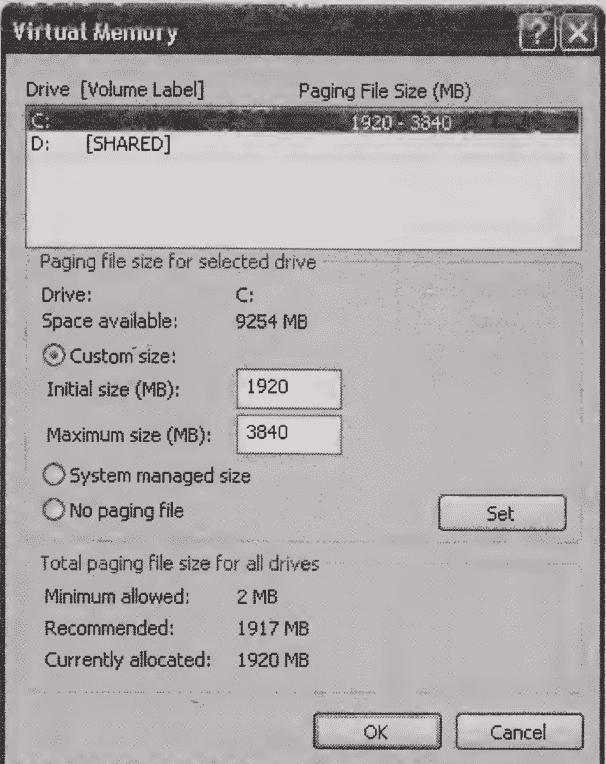 Virtual Memory
Drive [Volume Label] Paging File Size (MB)
C: 1920 - 3840
D: [SHARED]
Paging file size for selected drive
Drive: C:
Space available: 9254 MB
Custom size:
Initial size (MB): 1920
Maximum size (MB): 3840
System managed size
No paging file
Set
Total paging file size for all drives
Minimum allowed: 2 MB
Recommended: 1917 MB
Currently allocated: 1920 MB
OK Cancel